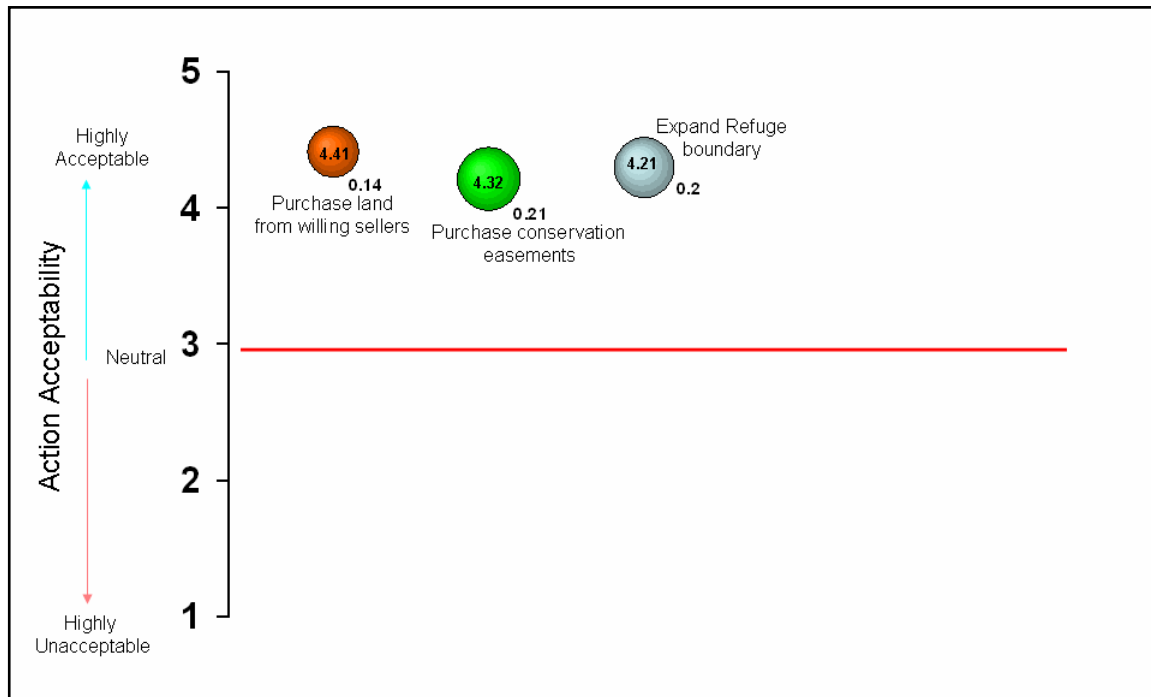 5
Highly
Acceptable
4.41
0.14
Purchase land
from willing sellers
4.32
0.21
Purchase conservation
easements
Expand Refuge
boundary
4.21
0.2
4
Action Acceptability
Neutral
3
2
1
Highly
Unacceptable